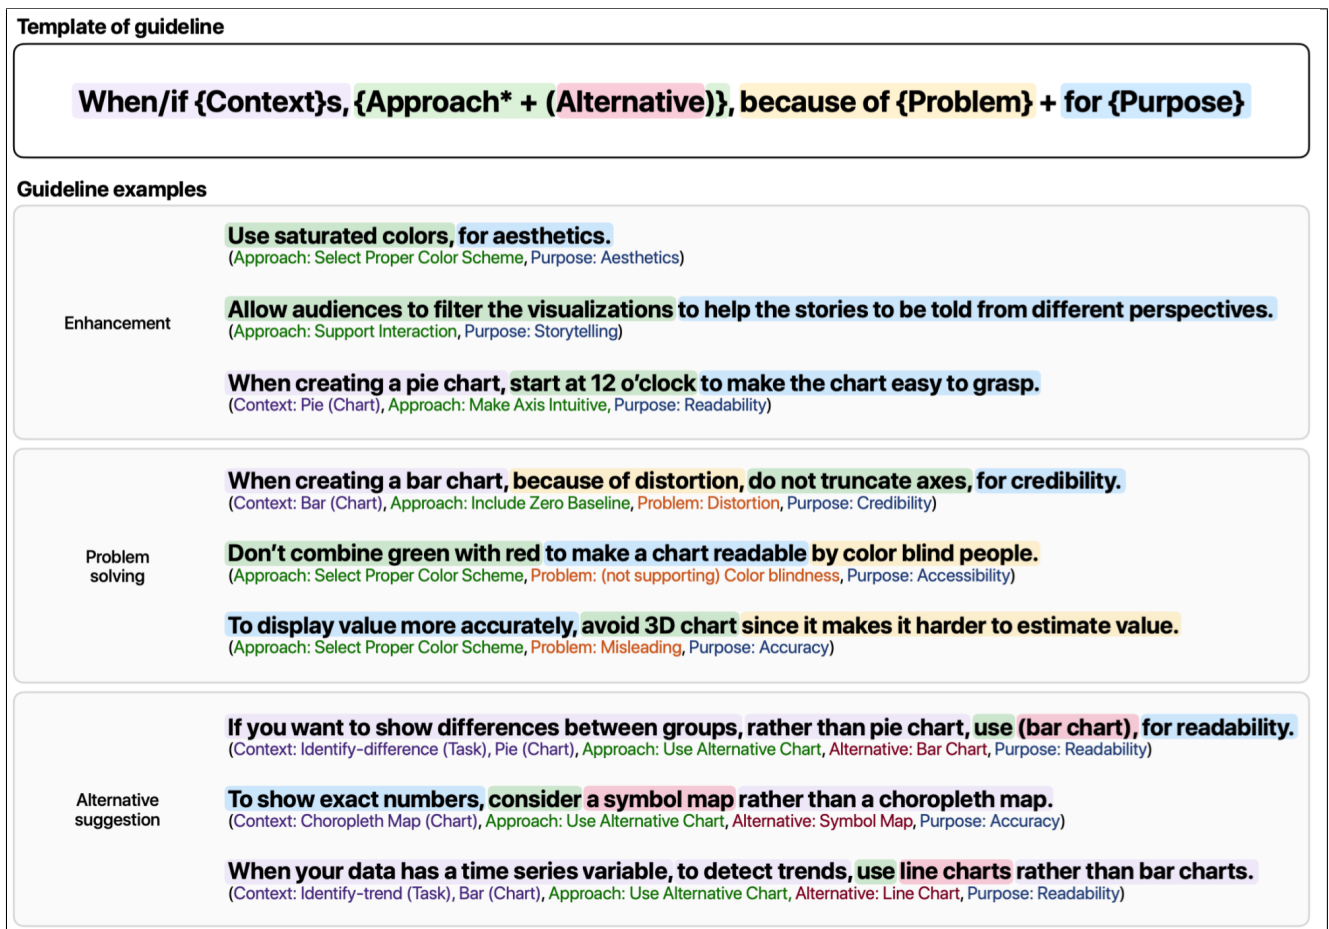 Template of guideline
When/if {Context}s, {Approach* + (Alternative)}, because of {Problem} + for {Purpose}
Guideline examples
Enhancement
Use saturated colors, for aesthetics.
(Approach: Select Proper Color Scheme, Purpose: Aesthetics)
Allow audiences to filter the visualizations to help the stories to be told from different perspectives.
(Approach: Support Interaction, Purpose: Storytelling)
When creating a pie chart, start at 12 o’clock to make the chart easy to grasp.
(Context: Pie (Chart), Approach: Make Axis Intuitive, Purpose: Readability)
Problem
solving
When creating a bar chart, because of distortion, do not truncate axes, for credibility.
(Context: Bar (Chart), Approach: Include Zero Baseline, Problem: Distortion, Purpose: Credibility)
Don’t combine green with red to make a chart readable by color blind people.
(Approach: Select Proper Color Scheme, Problem: (not supporting) Color blindness, Purpose: Accessibility)
To display value more accurately, avoid 3D chart since it makes it harder to estimate value.
(Approach: Select Proper Color Scheme, Problem: Misleading, Purpose: Accuracy)
Alternative
suggestion
If you want to show differences between groups, rather than pie chart, use (bar chart), for readability.
(Context: Identify-difference (Task), Pie (Chart), Approach: Use Alternative Chart, Alternative: Bar Chart, Purpose: Readability)
To show exact numbers, consider a symbol map rather than a choropleth map.
(Context: Choropleth Map (Chart), Approach: Use Alternative Chart, Alternative: Symbol Map, Purpose: Accuracy)
When your data has a time series variable, to detect trends, use line charts rather than bar charts.
(Context: Identify-trend (Task), Bar (Chart), Approach: Use Alternative Chart, Alternative: Line Chart, Purpose: Readability)